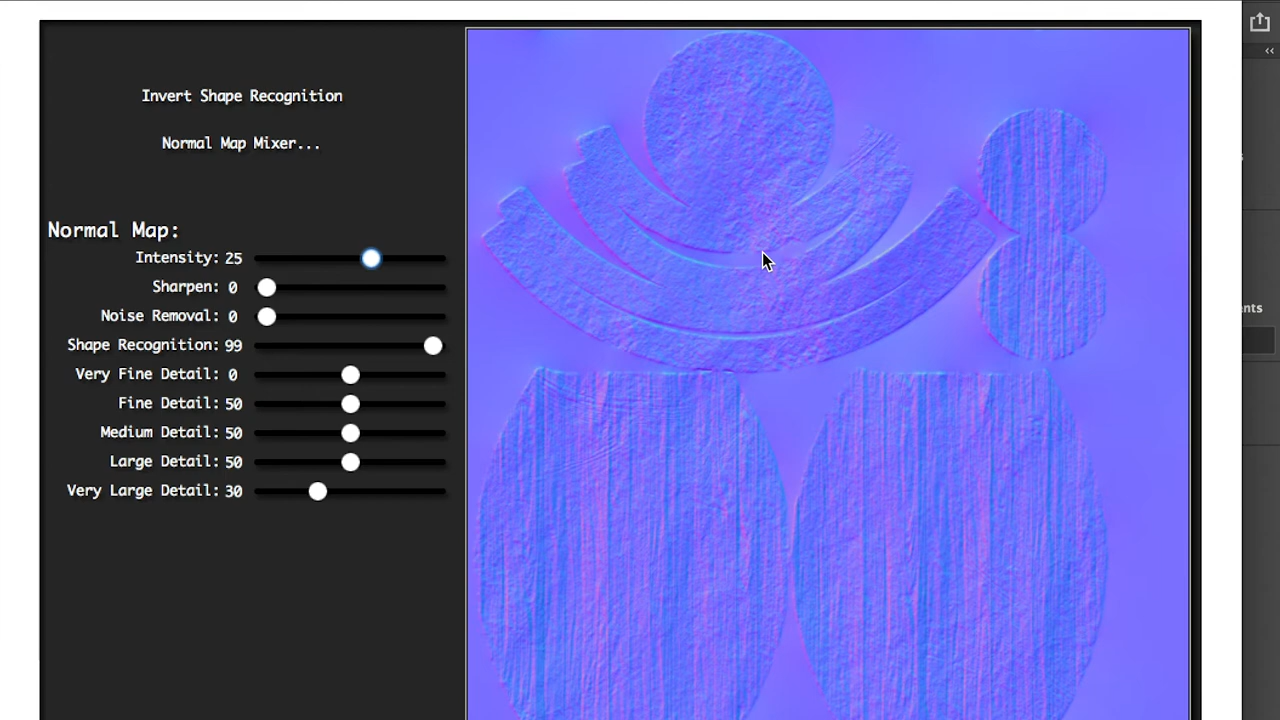 Invert Shape Recognition
Normal Map Mixer...
Normal Map:
Intensity: 25
Sharpen: 0
Noise Removal: 0
Shape Recognition: 99
Very Fine Detail: 0
Fine Detail: 50
Medium Detail: 50
Large Detail: 50
Very Large Detail: 30
ents